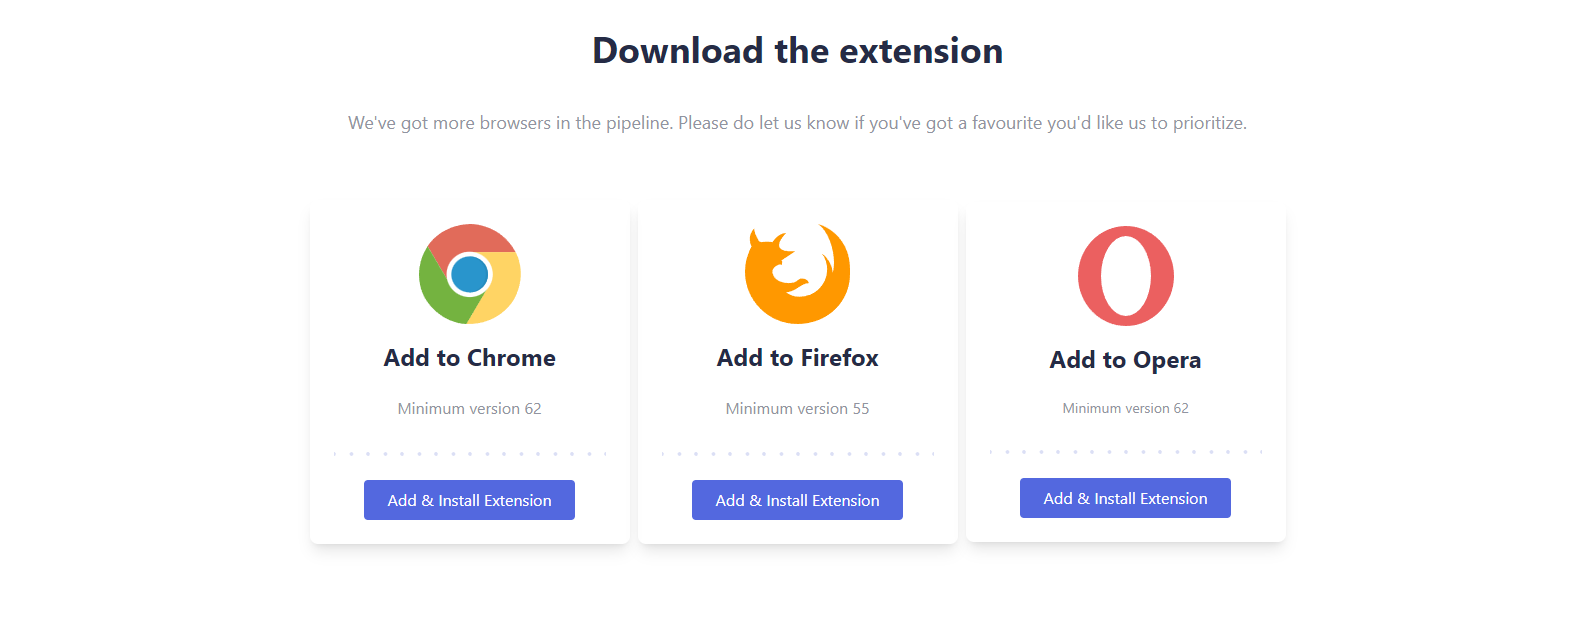 Download the extension
We've got more browsers in the pipeline. Please do let us know if you've got a favourite you'd like us to prioritize.
Add to Chrome
Minimum version 62
Add & Install Extension
Add to Firefox
Minimum version 55
Add & Install Extension
Add to Opera
Minimum version 62
Add & Install Extension